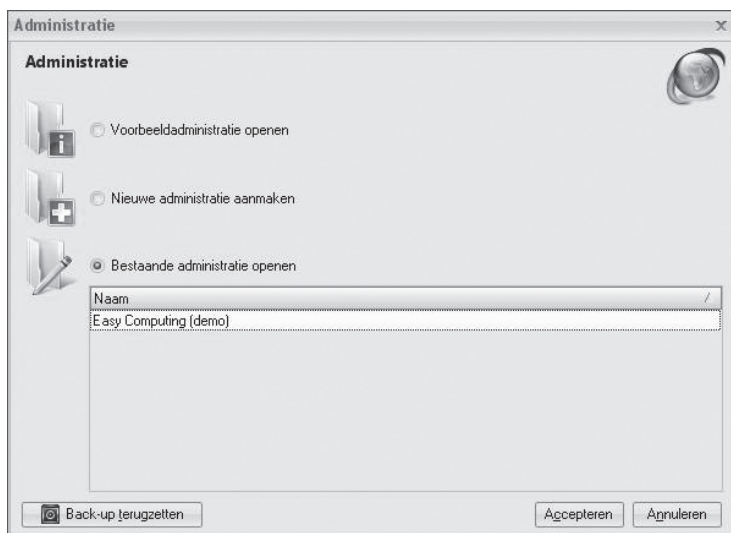 Administratie
Administratie
Voorbeeldadministratie openen
Nieuwe administratie aanmaken
Bestaande administratie openen
Naam
Easy Computing (demo)
Back-up terugzetten
Accepteren
Annuleren